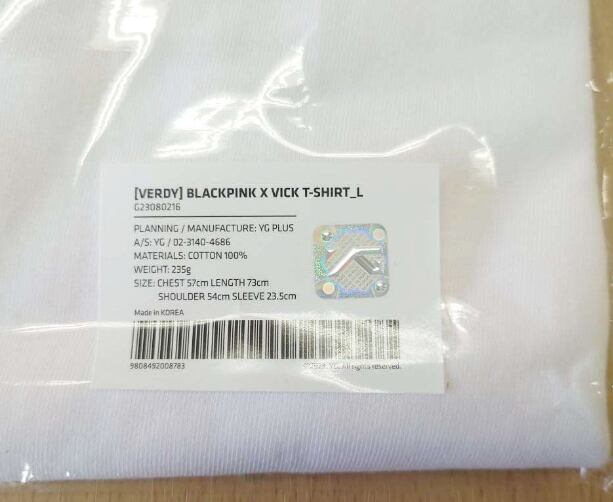 [VERDY] BLACKPINK X VICK T-SHIRT_L
G23080216
PLANNING / MANUFACTURE: YG PLUS
A/S: YG / 02-3140-4686
MATERIALS: COTTON 100%
WEIGHT: 235g
SIZE: CHEST 57cm LENGTH 73cm
SHOULDER 54cm SLEEVE 23.5cm
Made in KOREA
9808492008783
All rights reserved.